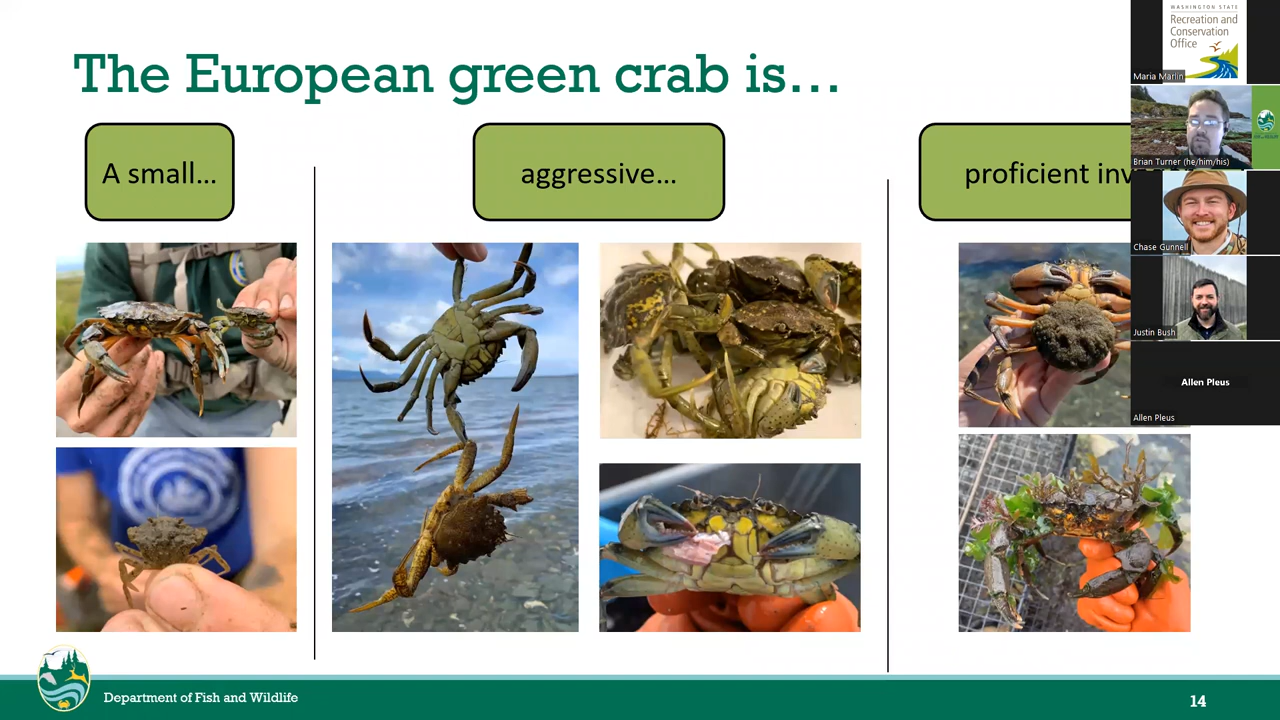 The European green crab is…
A small…
aggressive…
proficient inv
Department of Fish and Wildlife
14
WASHINGTON STATE
Recreation and
Conservation
Office
Maria Marlin
Brian Turner (he/him/his)
Chase Gunnell
Justin Bush
Allen Pleus
Allen Pleus